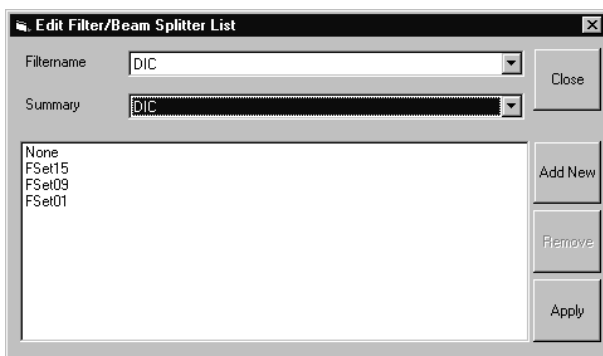 Edit Filter/Beam Splitter List
Filtername
DIC
Close
Summary
DIC
None
FSet15
FSet09
FSet01
Add New
Remove
Apply